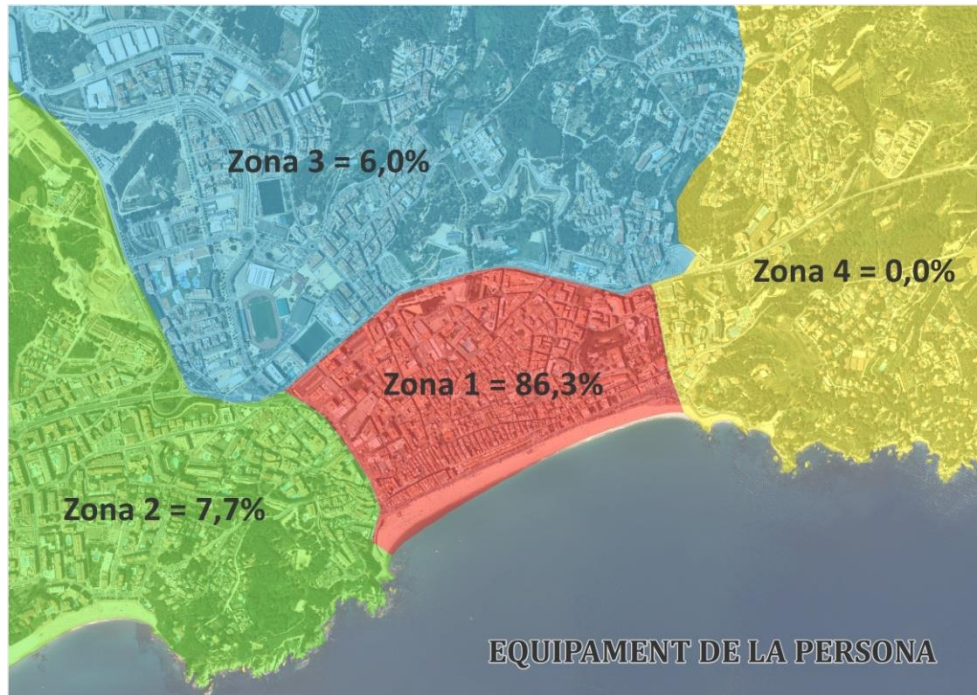 Zona 3 = 6,0%
Zona 4 = 0,0%
Zona 1 = 86,3%
Zona 2 = 7,7%
EQUIPAMENT DE LA PERSONA